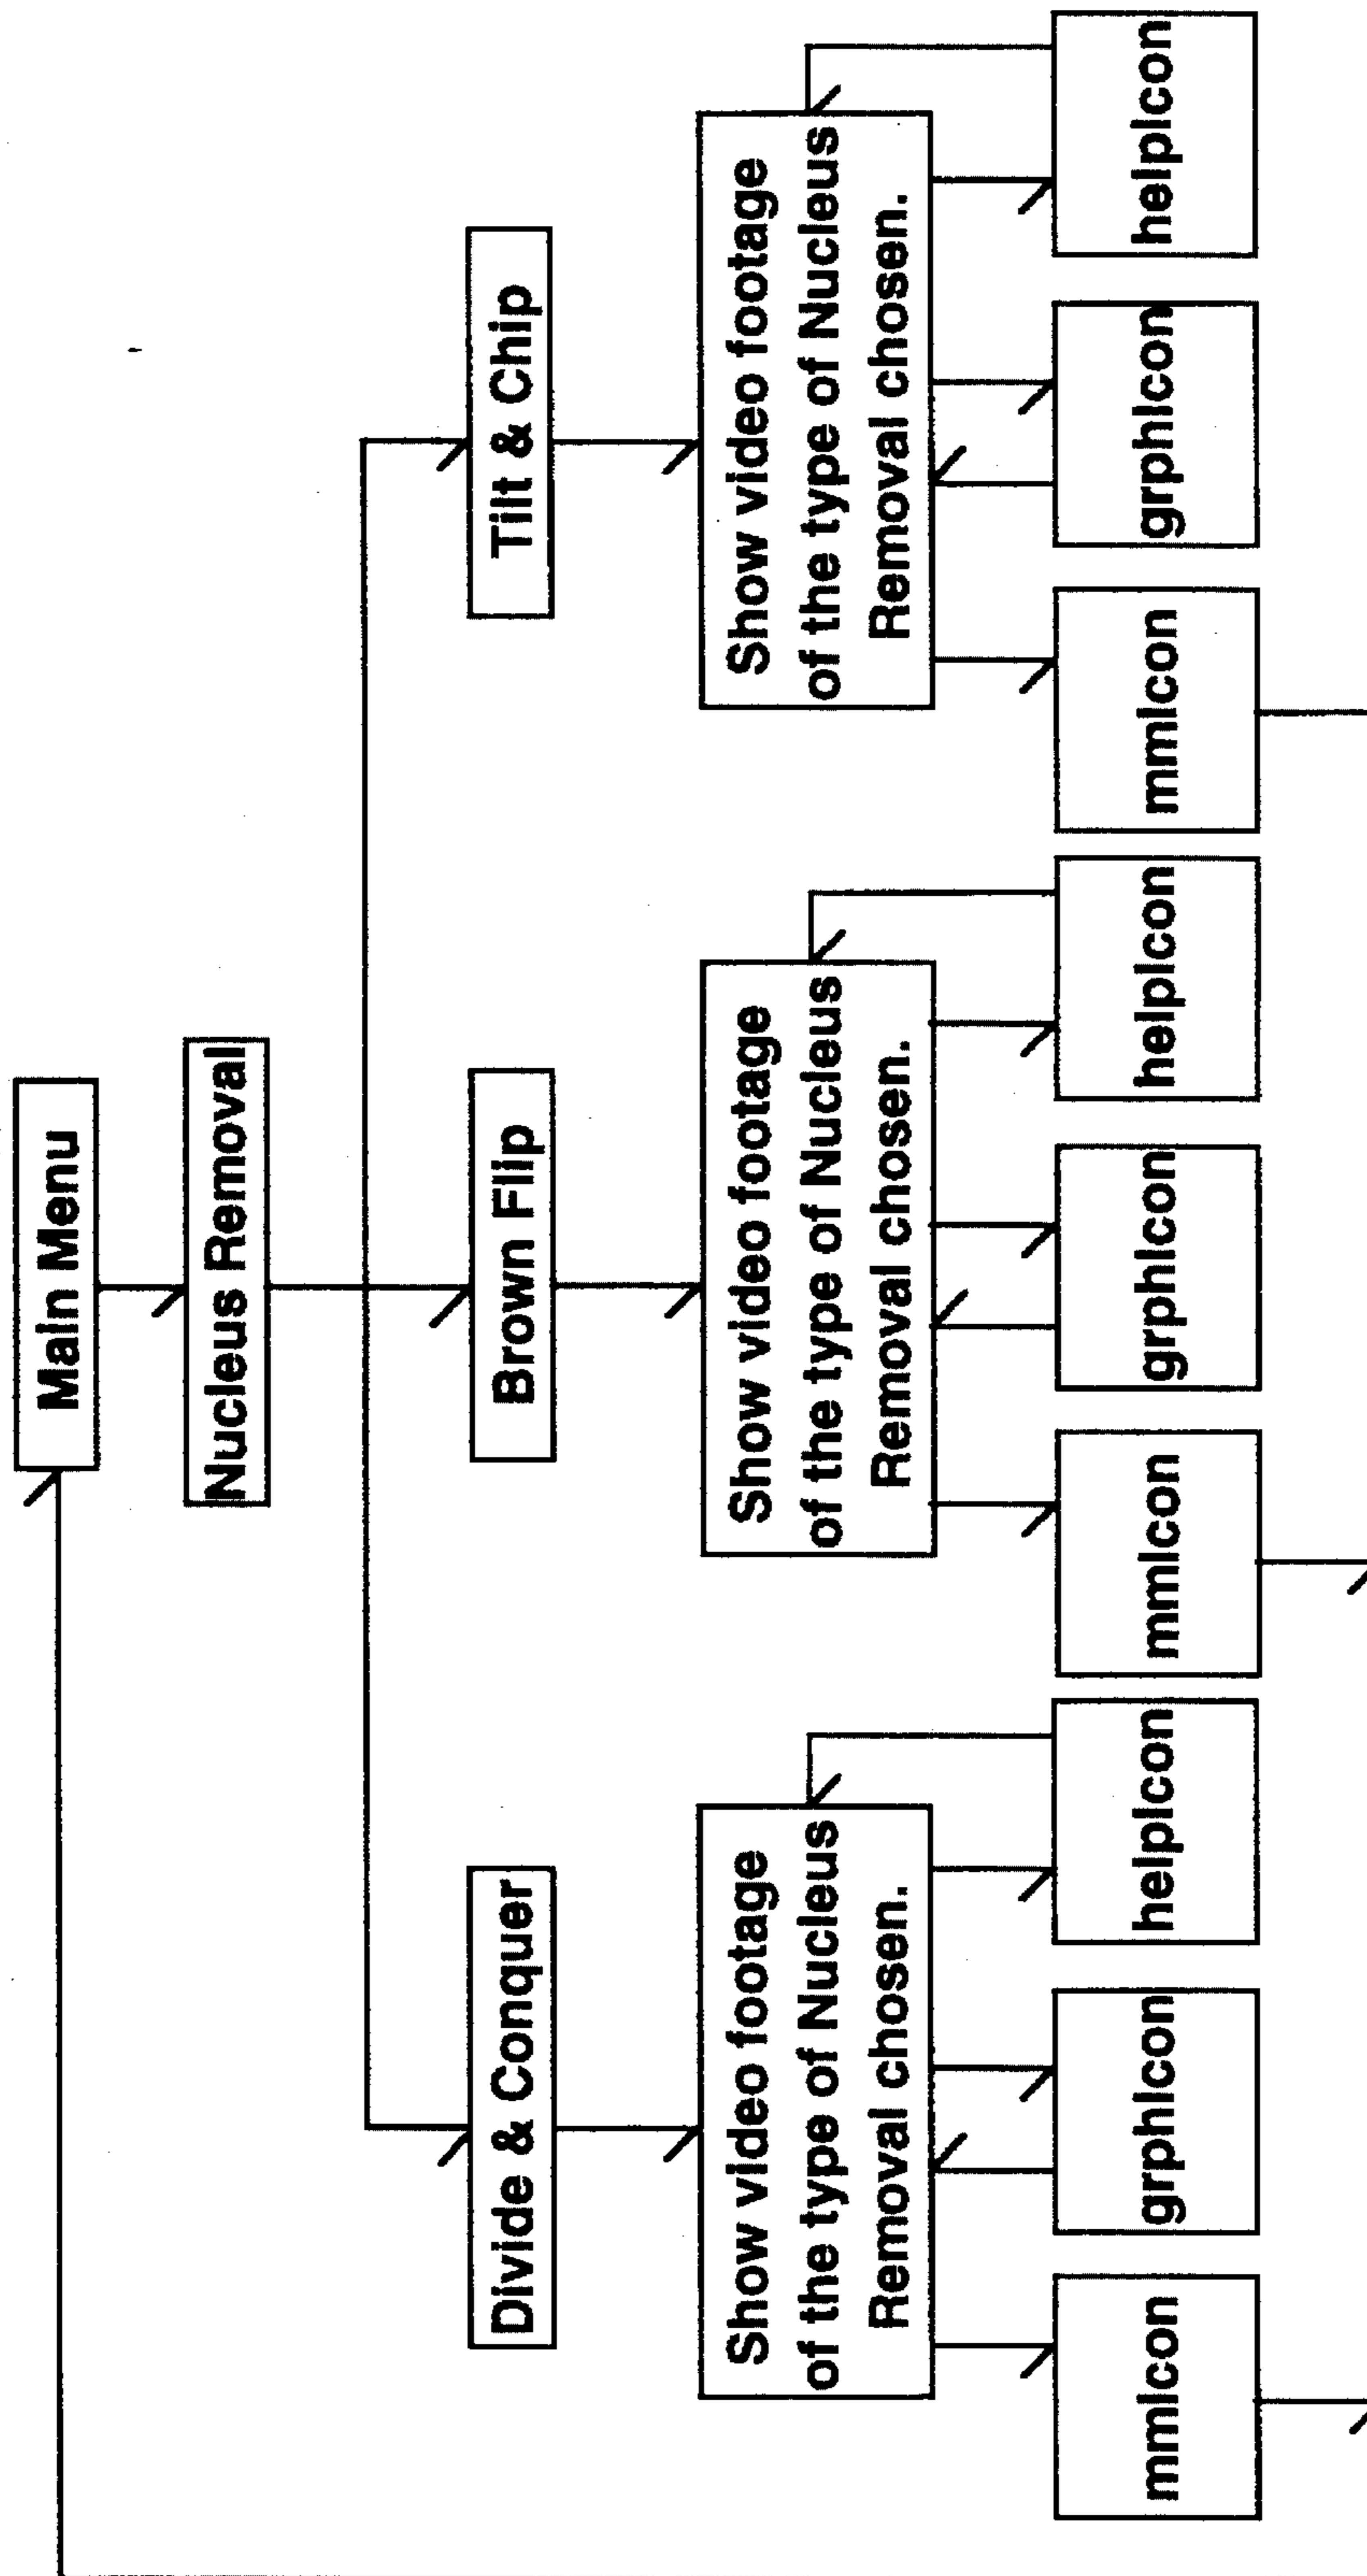 Main Menu
Nucleus Removal
Divide & Conquer
Brown Flip
Tilt & Chip
Show video footage
of the type of Nucleus
Removal chosen.
Show video footage
of the type of Nucleus
Removal chosen.
Show video footage
of the type of Nucleus
Removal chosen.
mmIcon
grphIcon
helpIcon
mmIcon
grphIcon
helpIcon
mmIcon
grphIcon
helpIcon